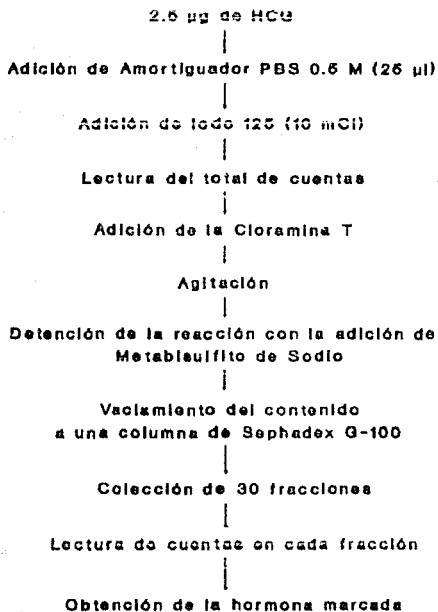 2.5 µg de HCG
Adición de Amortiguador PBS 0.5 M (25 µl)
Adición de Iodo 125 (10 mCi)
Lectura del total de cuentas
Adición de la Cloramina T
Agitación
Detención de la reacción con la adición de
Metabisulfito de Sodio
Vaciamiento del contenido
a una columna de Sephadex G-100
Colección de 30 fracciones
Lectura de cuentas en cada fracción
Obtención de la hormona marcada